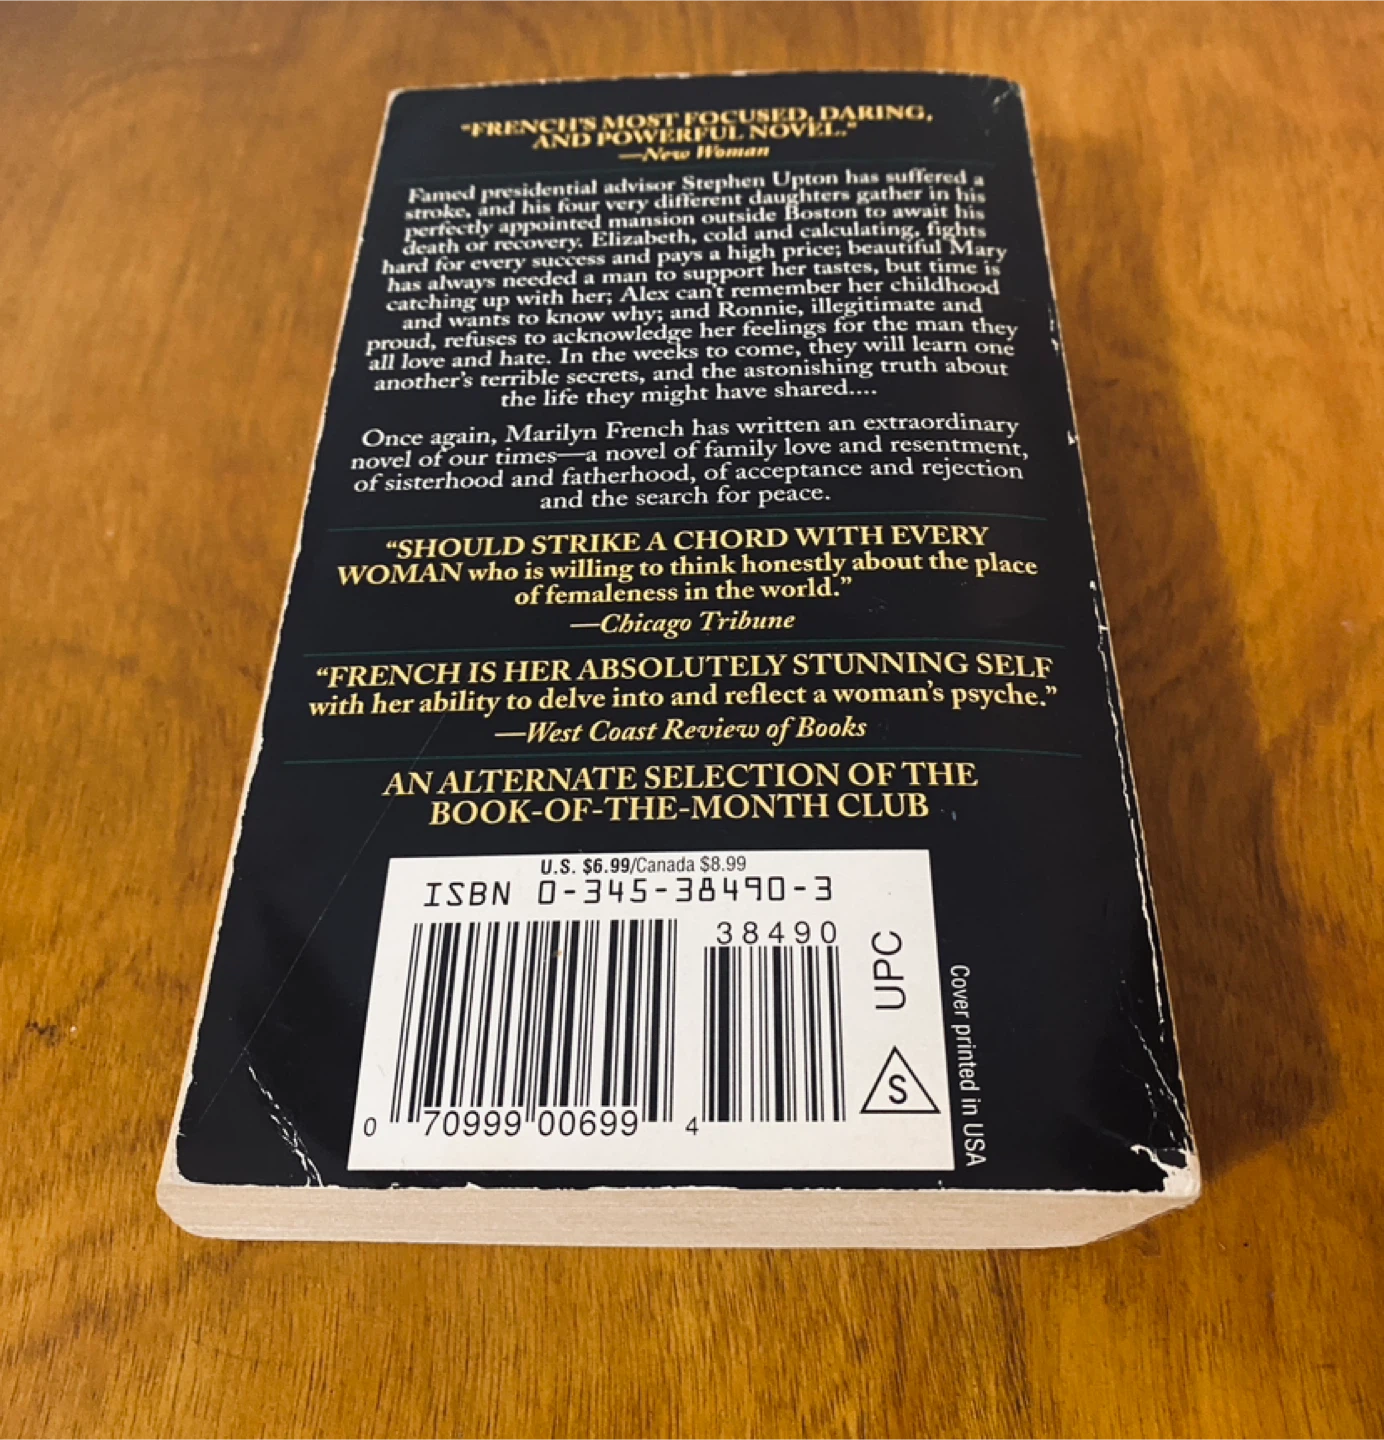 "FRENCH'S MOST FOCUSED, DARING,
AND POWERFUL NOVEL."
—New Woman
Famed presidential advisor Stephen Upton has suffered a
stroke, and his four very different daughters gather in his
perfectly appointed mansion outside Boston to await his
death or recovery. Elizabeth, cold and calculating, fights
hard for every success and pays a high price; beautiful Mary
has always needed a man to support her tastes, but time is
catching up with her; Alex can't remember her childhood
and wants to know why; and Ronnie, illegitimate and
proud, refuses to acknowledge her feelings for the man they
all love and hate. In the weeks to come, they will learn one
another's terrible secrets, and the astonishing truth about
the life they might have shared....
Once again, Marilyn French has written an extraordinary
novel of our times—a novel of family love and resentment,
of sisterhood and fatherhood, of acceptance and rejection
and the search for peace.
"SHOULD STRIKE A CHORD WITH EVERY
WOMAN who is willing to think honestly about the place
of femaleness in the world."
—Chicago Tribune
"FRENCH IS HER ABSOLUTELY STUNNING SELF
with her ability to delve into and reflect a woman's psyche."
—West Coast Review of Books
AN ALTERNATE SELECTION OF THE
BOOK-OF-THE-MONTH CLUB
U.S. $6.99/Canada $8.99
ISBN 0-345-38490-3
38490
0 70999 00699 4
UPC
S
Cover printed in USA